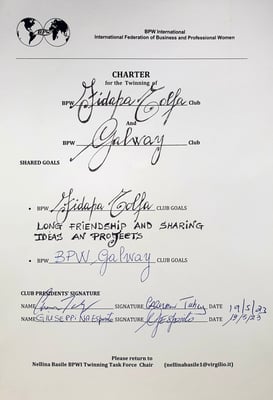 BPW International
International Federation of Business and Professional Women
CHARTER
for the Twinning of
BPW Fidapa Tolfa Club
And
BPW Galway Club
SHARED GOALS
• BPW Fidapa Tolfa CLUB GOALS
LONG FRIENDSHIP AND SHARING
IDEAS AN PROJECTS
• BPW BPW Galway CLUB GOALS
CLUB PRESIDENTS' SIGNATURE
NAME SIGNATURE DATE 19/5/23
NAME GIUSEPPINA Esposito SIGNATURE GEsposito DATE 19/5/23
Please return to
Nellina Basile BPWI Twinning Task Force Chair (nellinabasile1@virgilio.it)